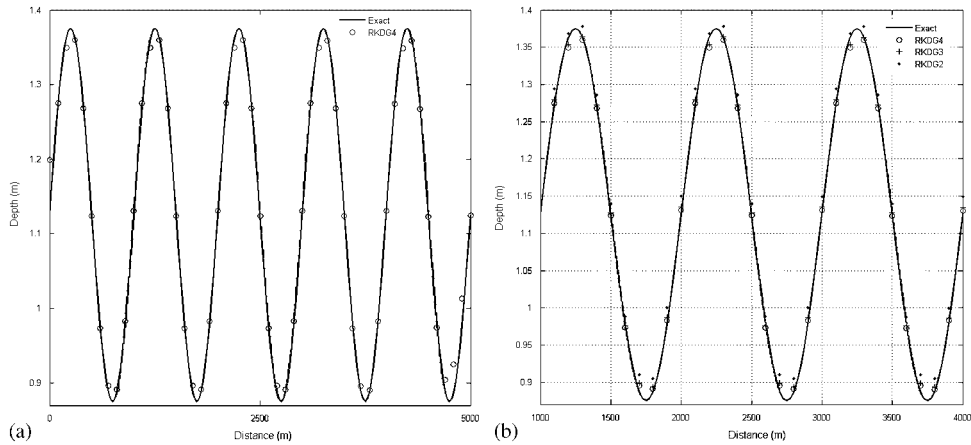 Exact
RKDG4
1.4
1.3
1.2
1.1
1
0.9
Depth (m)
0
2500
5000
Distance (m)
(a)
Exact
RKDG4
RKDG3
RKDG2
1.35
1.3
1.25
1.2
1.15
1.1
1.05
1
0.95
0.9
Depth (m)
1000
1500
2000
2500
3000
3500
4000
Distance (m)
(b)